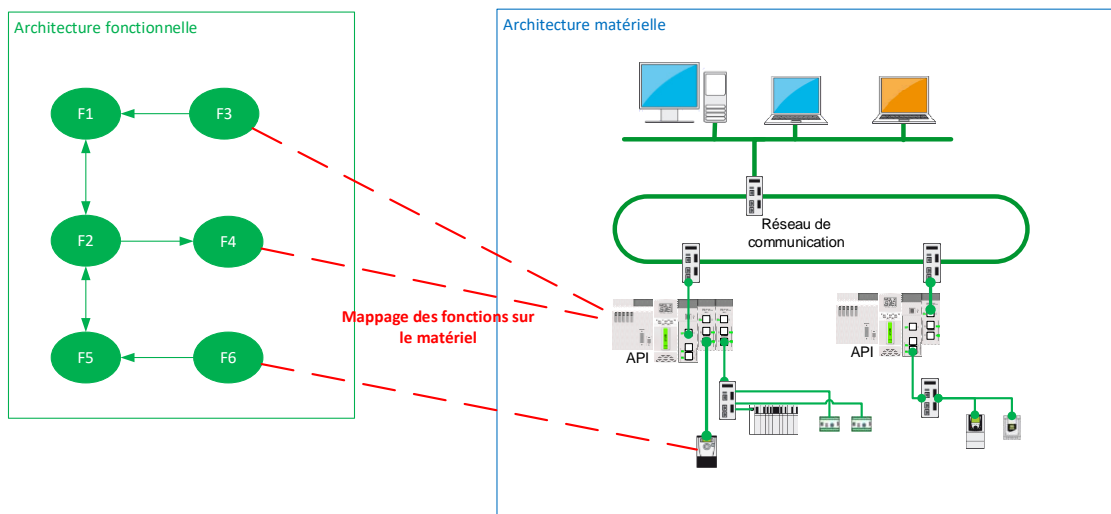 Architecture fonctionnelle
F1
F3
F2
F4
F5
F6
Mappage des fonctions sur
le matériel
Architecture matérielle
Réseau de
communication
API
API